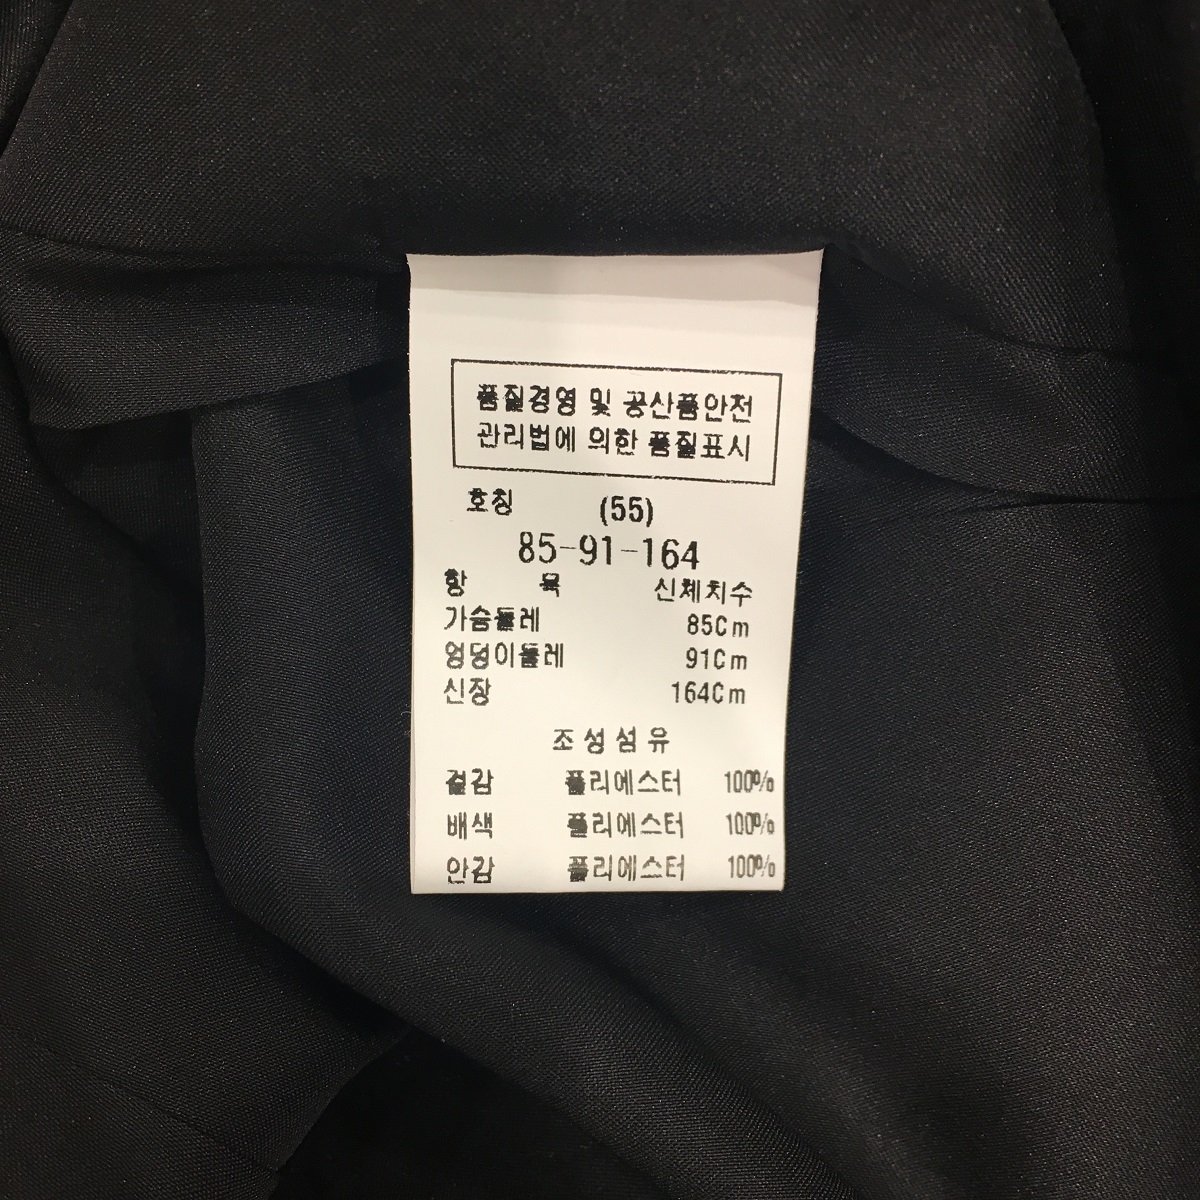 품질경영 및 공산품안전
관리법에 의한 품질표시
호칭 (55)
85-91-164
항 목 신체치수
가슴둘레 85Cm
엉덩이둘레 91Cm
신장 164Cm
조성섬유
겉감 폴리에스터 100%
배색 폴리에스터 100%
안감 폴리에스터 100%